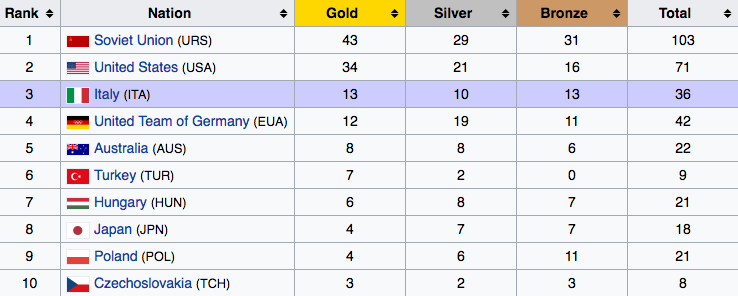 Rank Nation Gold Silver Bronze Total
1 Soviet Union (URS) 43 29 31 103
2 United States (USA) 34 21 16 71
3 Italy (ITA) 13 10 13 36
4 United Team of Germany (EUA) 12 19 11 42
5 Australia (AUS) 8 8 6 22
6 Turkey (TUR) 7 2 0 9
7 Hungary (HUN) 6 8 7 21
8 Japan (JPN) 4 7 7 18
9 Poland (POL) 4 6 11 21
10 Czechoslovakia (TCH) 3 2 3 8